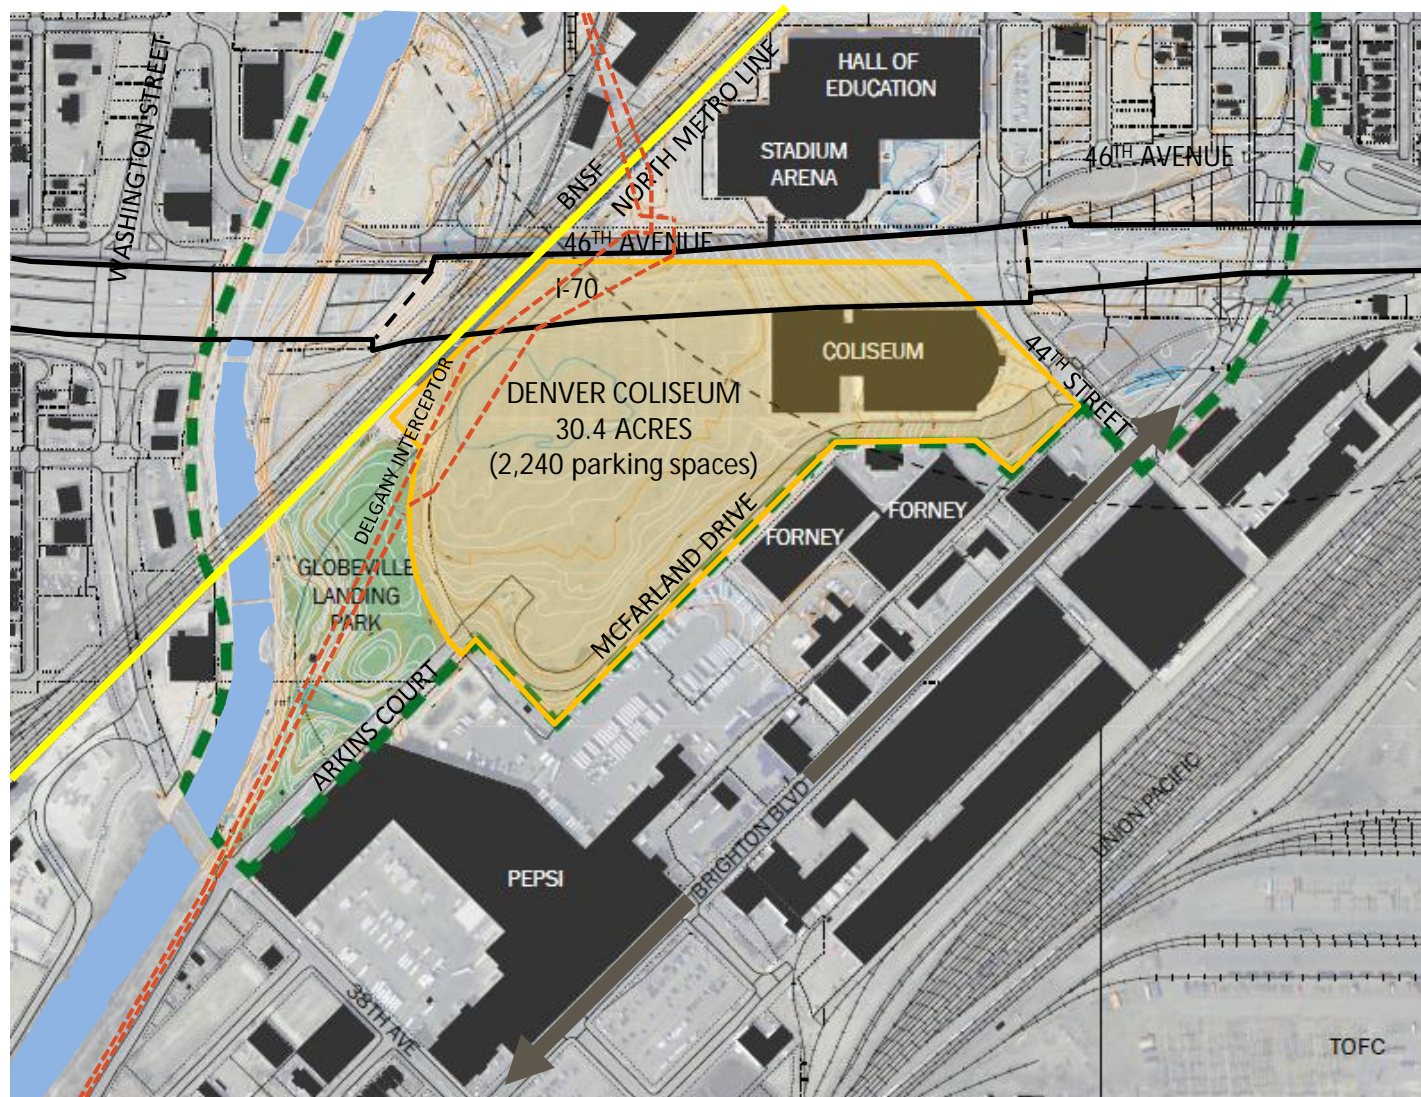 HALL OF
EDUCATION
STADIUM
ARENA
WASHINGTON STREET
BNSF
NORTH METRO LINE
46TH AVENUE
46TH AVENUE
I-70
COLISEUM
44TH STREET
DENVER COLISEUM
30.4 ACRES
(2,240 parking spaces)
DELGANY INTERCEPTOR
FORNEY
FORNEY
GLOBEVILLE
LANDING
PARK
MCFARLAND DRIVE
ARKINS COURT
BRIGHTON BLVD
UNION PACIFIC
PEPSI
38TH AVE
TOFC